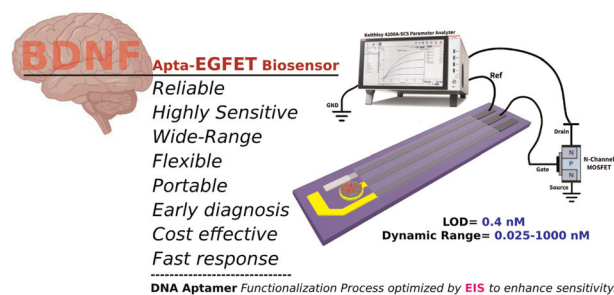 BDNF
Apta-EGFET Biosensor
Reliable
Highly Sensitive
Wide-Range
Flexible
Portable
Early diagnosis
Cost effective
Fast response
Keithley 4200A-SCS Parameter Analyzer
GND
Ref
Drain
N
P
N
N-Channel
MOSFET
Gate
Source
LOD= 0.4 nM
Dynamic Range= 0.025-1000 nM
DNA Aptamer Functionalization Process optimized by EIS to enhance sensitivity